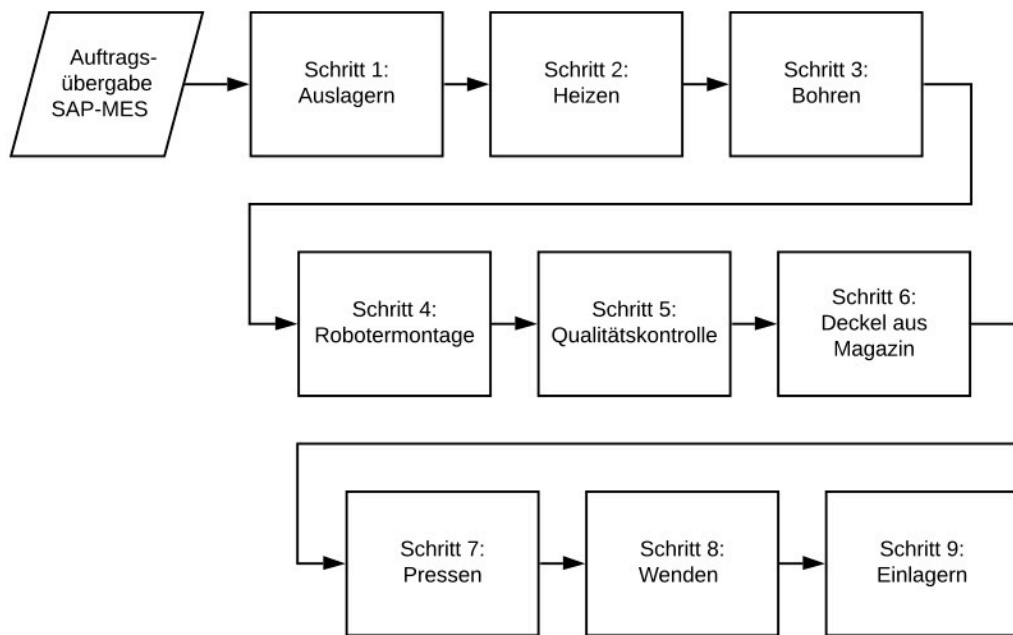 Auftrags-
übergabe
SAP-MES
Schritt 1:
Auslagern
Schritt 2:
Heizen
Schritt 3:
Bohren
Schritt 4:
Robotermontage
Schritt 5:
Qualitätskontrolle
Schritt 6:
Deckel aus
Magazin
Schritt 7:
Pressen
Schritt 8:
Wenden
Schritt 9:
Einlagern